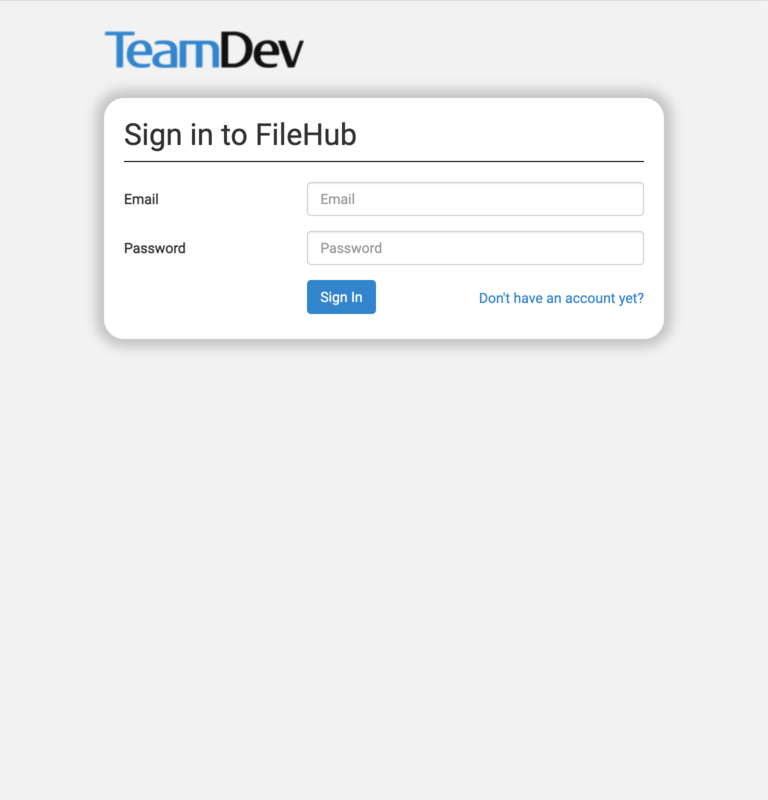 TeamDev
Sign in to FileHub
Email Email
Password Password
Sign In Don't have an account yet?